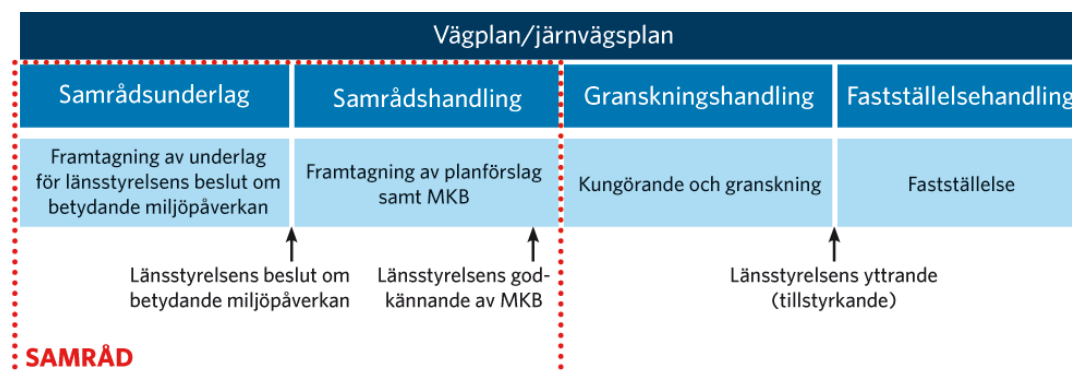 Vägplan/järnvägsplan
Samrådsunderlag
Samrådshandling
Granskningshandling
Fastställelsehandling
Framtagning av underlag
för länsstyrelsens beslut om
betydande miljöpåverkan
Framtagning av planförslag
samt MKB
Kungörande och granskning
Fastställelse
Länsstyrelsens beslut om
betydande miljöpåverkan
Länsstyrelsens god-
kännande av MKB
Länsstyrelsens yttrande
(tillstyrkande)
SAMRÅD